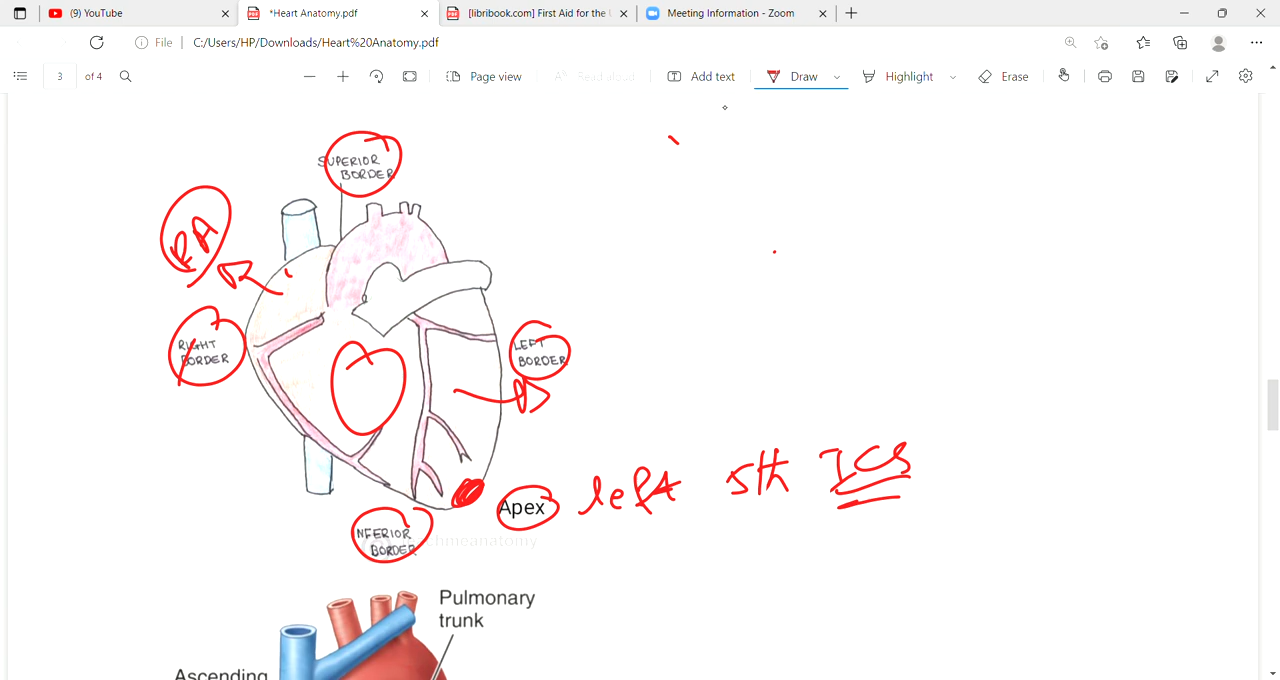 (9) YouTube
*Heart Anatomy.pdf
[libribook.com] First Aid for the U
Meeting Information - Zoom
File
C:/Users/HP/Downloads/Heart%20Anatomy.pdf
3 of 4
Page view
Read aloud
Add text
Draw
Highlight
Erase
SUPERIOR
BORDER
RA
RIGHT
BORDER
LEFT
BORDER
Apex
left 5th ICS
INFERIOR
BORDER
hmeanatomy
Pulmonary
trunk
Ascending